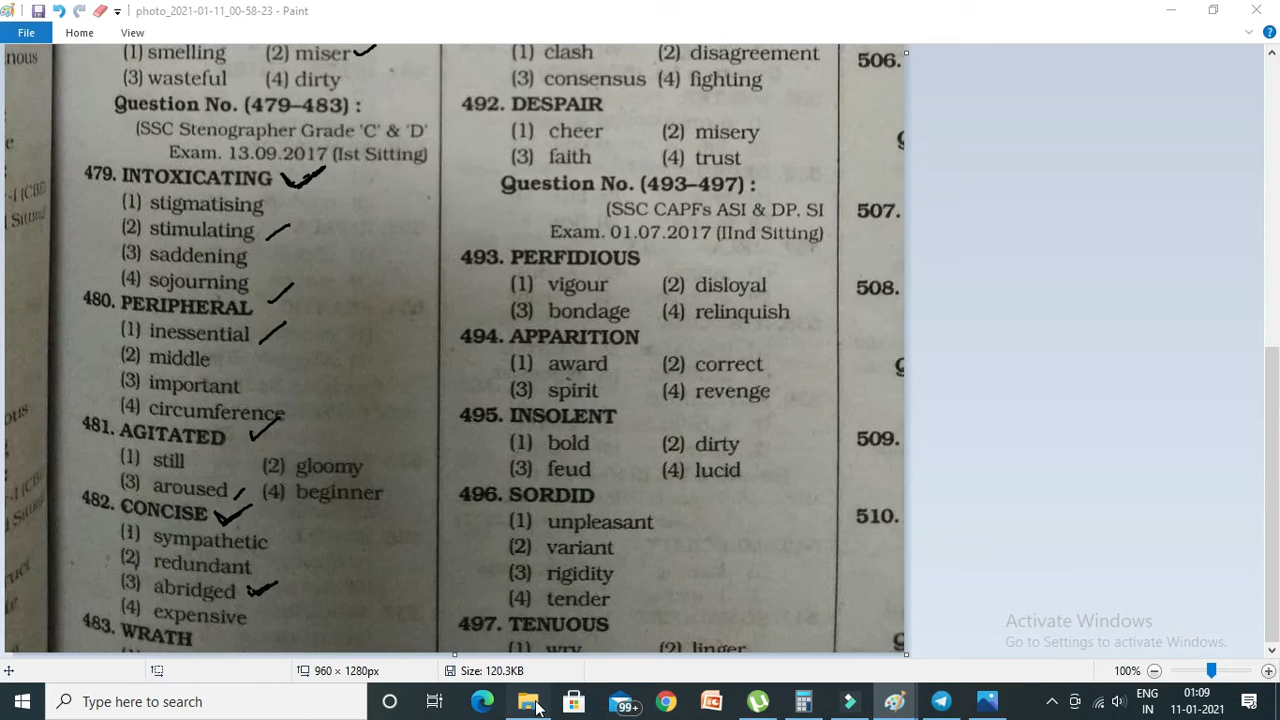 photo_2021-01-11_00-58-23 - Paint
File
Home
View
nous
(1) smelling (2) miser
(3) wasteful (4) dirty
Question No. (479–483) :
(SSC Stenographer Grade 'C' & 'D'
Exam. 13.09.2017 (Ist Sitting)
479. INTOXICATING
(1) stigmatising
(2) stimulating
(3) saddening
(4) sojourning
480. PERIPHERAL
(1) inessential
(2) middle
(3) important
(4) circumference
481. AGITATED
(1) still (2) gloomy
(3) aroused (4) beginner
482. CONCISE
(1) sympathetic
(2) redundant
(3) abridged
(4) expensive
483. WRATH
(1) clash (2) disagreement
(3) consensus (4) fighting
492. DESPAIR
(1) cheer (2) misery
(3) faith (4) trust
Question No. (493–497) :
(SSC CAPFs ASI & DP, SI
Exam. 01.07.2017 (IInd Sitting)
493. PERFIDIOUS
(1) vigour (2) disloyal
(3) bondage (4) relinquish
494. APPARITION
(1) award (2) correct
(3) spirit (4) revenge
495. INSOLENT
(1) bold (2) dirty
(3) feud (4) lucid
496. SORDID
(1) unpleasant
(2) variant
(3) rigidity
(4) tender
497. TENUOUS
(1) wry (2) linger
506.
507.
508.
509.
510.
Activate Windows
Go to Settings to activate Windows.
960 × 1280px
Size: 120.3KB
100%
Type here to search
99+
ENG
IN
01:09
11-01-2021